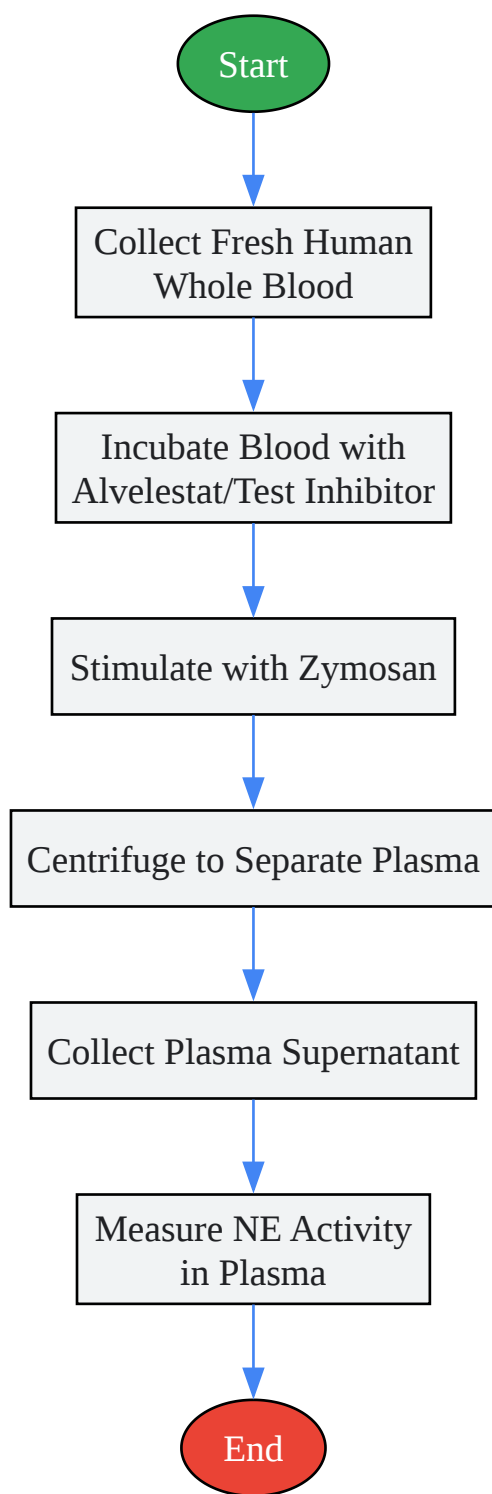 Start
Collect Fresh Human
Whole Blood
Incubate Blood with
Alvelestat/Test Inhibitor
Stimulate with Zymosan
Centrifuge to Separate Plasma
Collect Plasma Supernatant
Measure NE Activity
in Plasma
End